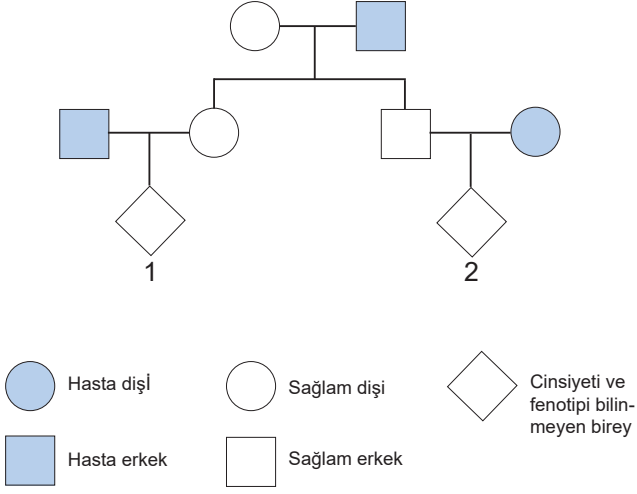 1
2
Hasta dişİ
Sağlam dişi
Cinsiyeti ve
fenotipi bilin-
meyen birey
Hasta erkek
Sağlam erkek